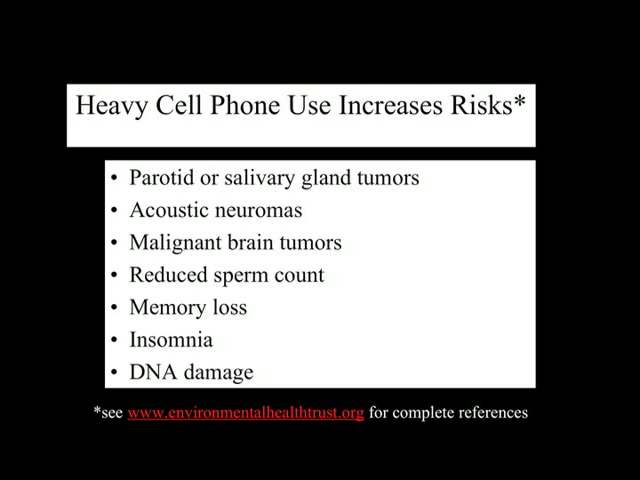 Heavy Cell Phone Use Increases Risks*
• Parotid or salivary gland tumors
• Acoustic neuromas
• Malignant brain tumors
• Reduced sperm count
• Memory loss
• Insomnia
• DNA damage
*see www.environmentalhealthtrust.org for complete references